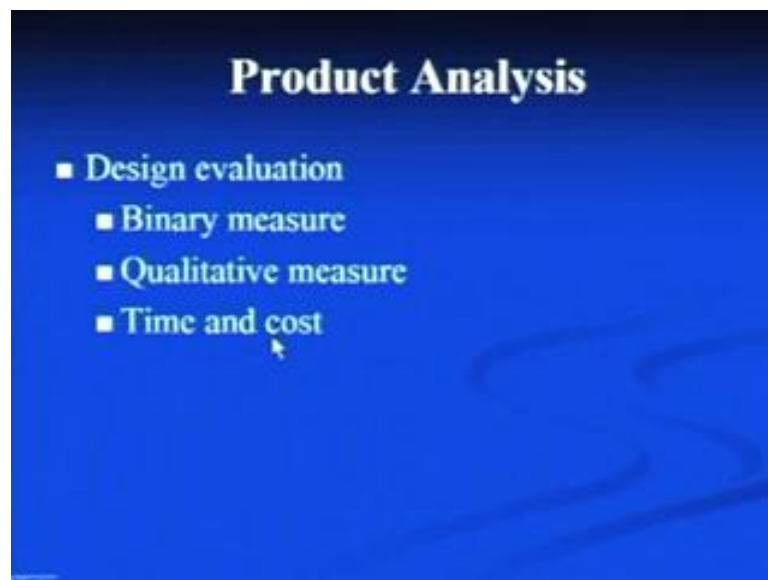 Product Analysis
Design evaluation
Binary measure
Qualitative measure
Time and cost